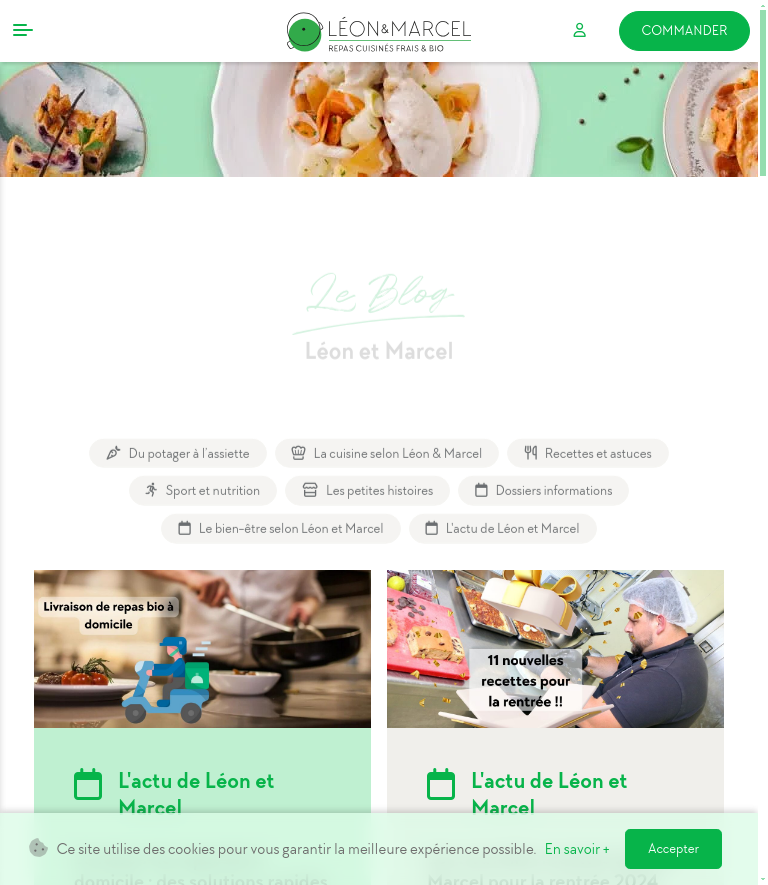 LÉON&MARCEL
REPAS CUISINÉS FRAIS & BIO
COMMANDER
Le Blog
Léon et Marcel
Du potager à l'assiette
La cuisine selon Léon & Marcel
Recettes et astuces
Sport et nutrition
Les petites histoires
Dossiers informations
Le bien-être selon Léon et Marcel
L'actu de Léon et Marcel
Livraison de repas bio à
domicile
11 nouvelles
recettes pour
la rentrée !!
L'actu de Léon et
Marcel
L'actu de Léon et
Marcel
Ce site utilise des cookies pour vous garantir la meilleure expérience possible. En savoir +
Accepter
domicile : des solutions rapides
Marcel pour la rentrée 2024